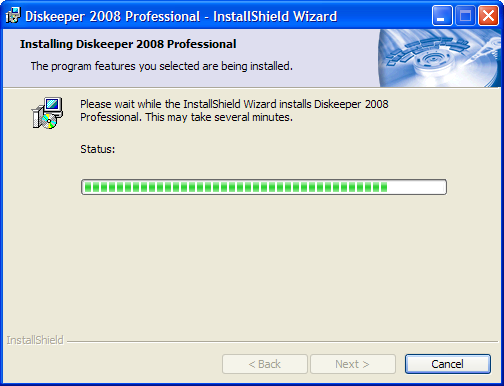 Diskeeper 2008 Professional - InstallShield Wizard
Installing Diskeeper 2008 Professional
The program features you selected are being installed.
Please wait while the InstallShield Wizard installs Diskeeper 2008
Professional. This may take several minutes.
Status:
InstallShield
< Back
Next >
Cancel